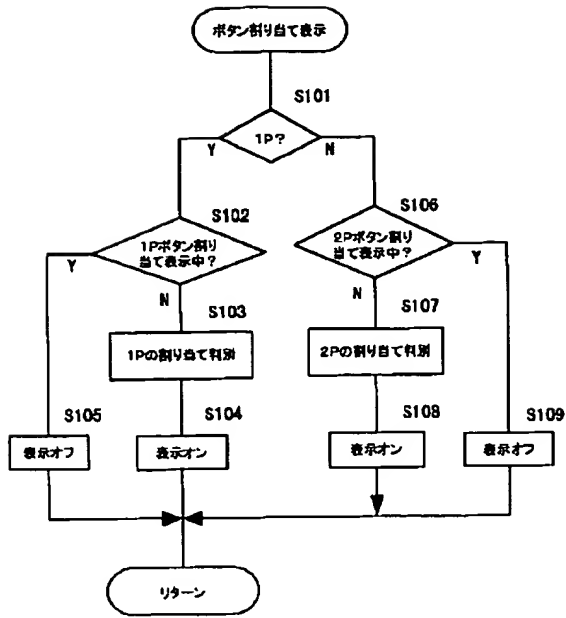 ボタン割り当て表示
S101
1P?
Y
N
S102
1Pボタン割り
当て表示中?
Y
N
S106
2Pボタン割り
当て表示中?
N
Y
S103
1Pの割り当て判別
S107
2Pの割り当て判別
S105
表示オフ
S104
表示オン
S108
表示オン
S109
表示オフ
リターン